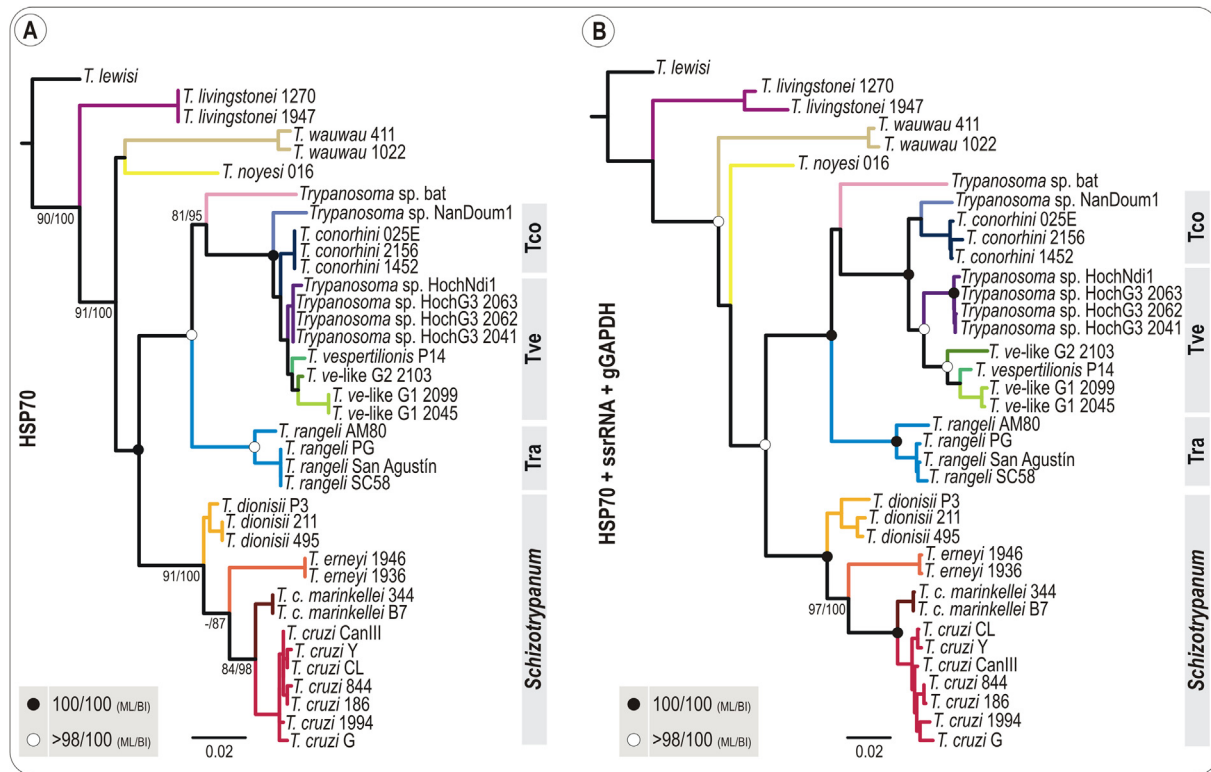 A
T. lewisi
T. livingstonei 1270
T. livingstonei 1947
T. wauwau 411
T. wauwau 1022
T. noyesi 016
Trypanosoma sp. bat
Trypanosoma sp. NanDoum1
T. conorhini 025E
T. conorhini 2156
T. conorhini 1452
Trypanosoma sp. HochNdi1
Trypanosoma sp. HochG3 2063
Trypanosoma sp. HochG3 2062
Trypanosoma sp. HochG3 2041
T. vespertilionis P14
T. ve-like G2 2103
T. ve-like G1 2099
T. ve-like G1 2045
T. rangeli AM80
T. rangeli PG
T. rangeli San Agustín
T. rangeli SC58
T. dionisii P3
T. dionisii 211
T. dionisii 495
T. erneyi 1946
T. erneyi 1936
T. c. marinkellei 344
T. c. marinkellei B7
T. cruzi CanIII
T. cruzi Y
T. cruzi CL
T. cruzi 844
T. cruzi 186
T. cruzi 1994
T. cruzi G
90/100
91/100
81/95
91/100
-/87
84/98
HSP70
Tco
Tve
Tra
Schizotrypanum
100/100 (ML/BI)
>98/100 (ML/BI)
0.02
B
T. lewisi
T. livingstonei 1270
T. livingstonei 1947
T. wauwau 411
T. wauwau 1022
T. noyesi 016
Trypanosoma sp. bat
Trypanosoma sp. NanDoum1
T. conorhini 025E
T. conorhini 2156
T. conorhini 1452
Trypanosoma sp. HochNdi1
Trypanosoma sp. HochG3 2063
Trypanosoma sp. HochG3 2062
Trypanosoma sp. HochG3 2041
T. ve-like G2 2103
T. vespertilionis P14
T. ve-like G1 2099
T. ve-like G1 2045
T. rangeli AM80
T. rangeli PG
T. rangeli San Agustín
T. rangeli SC58
T. dionisii P3
T. dionisii 211
T. dionisii 495
T. erneyi 1946
T. erneyi 1936
T. c. marinkellei 344
T. c. marinkellei B7
T. cruzi CL
T. cruzi Y
T. cruzi CanIII
T. cruzi 844
T. cruzi 186
T. cruzi 1994
T. cruzi G
97/100
HSP70 + ssrRNA + gGAPDH
Tco
Tve
Tra
Schizotrypanum
100/100 (ML/BI)
>98/100 (ML/BI)
0.02